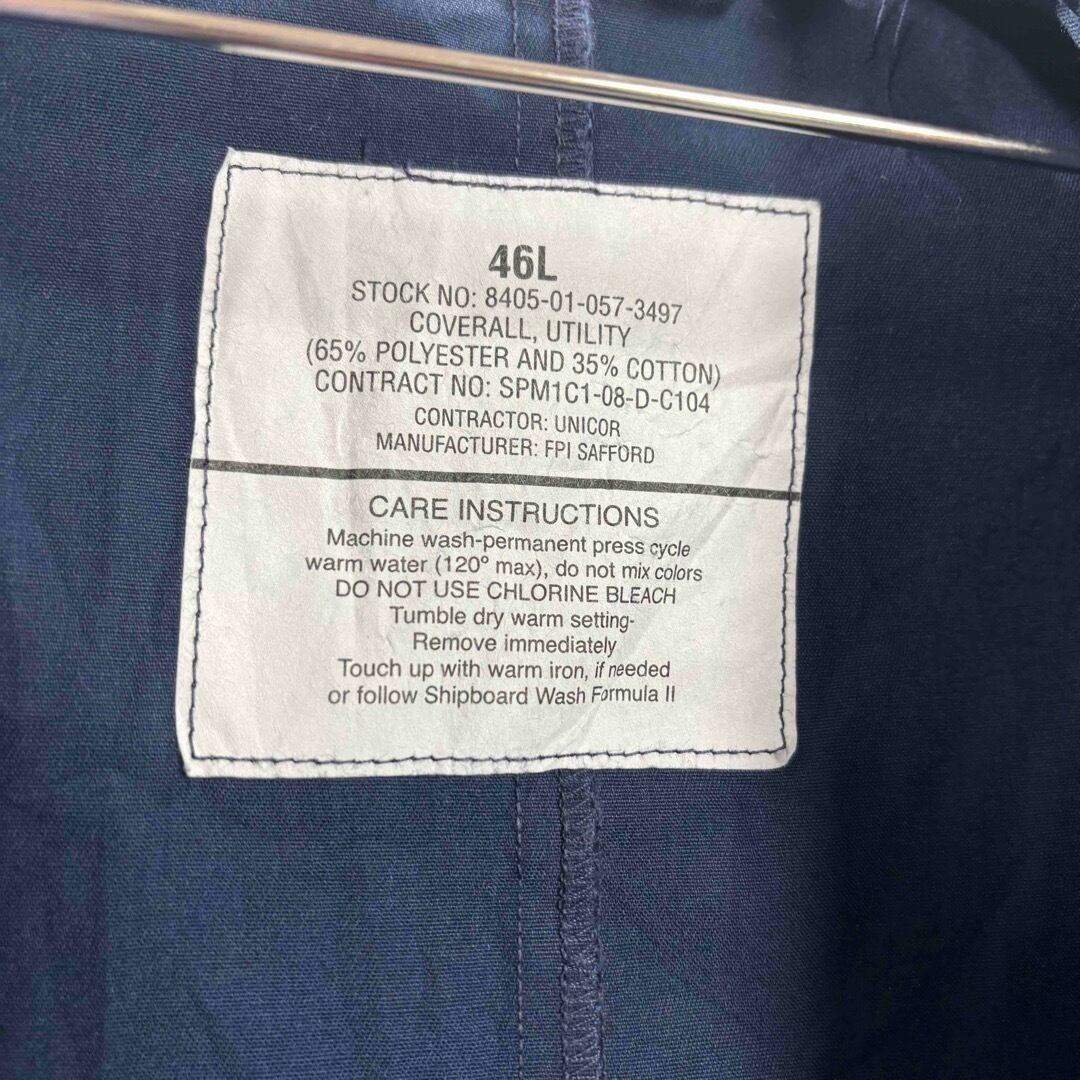 46L
STOCK NO: 8405-01-057-3497
COVERALL, UTILITY
(65% POLYESTER AND 35% COTTON)
CONTRACT NO: SPM1C1-08-D-C104
CONTRACTOR: UNICOR
MANUFACTURER: FPI SAFFORD
CARE INSTRUCTIONS
Machine wash-permanent press cycle
warm water (120° max), do not mix colors
DO NOT USE CHLORINE BLEACH
Tumble dry warm setting-
Remove immediately
Touch up with warm iron, if needed
or follow Shipboard Wash Formula II